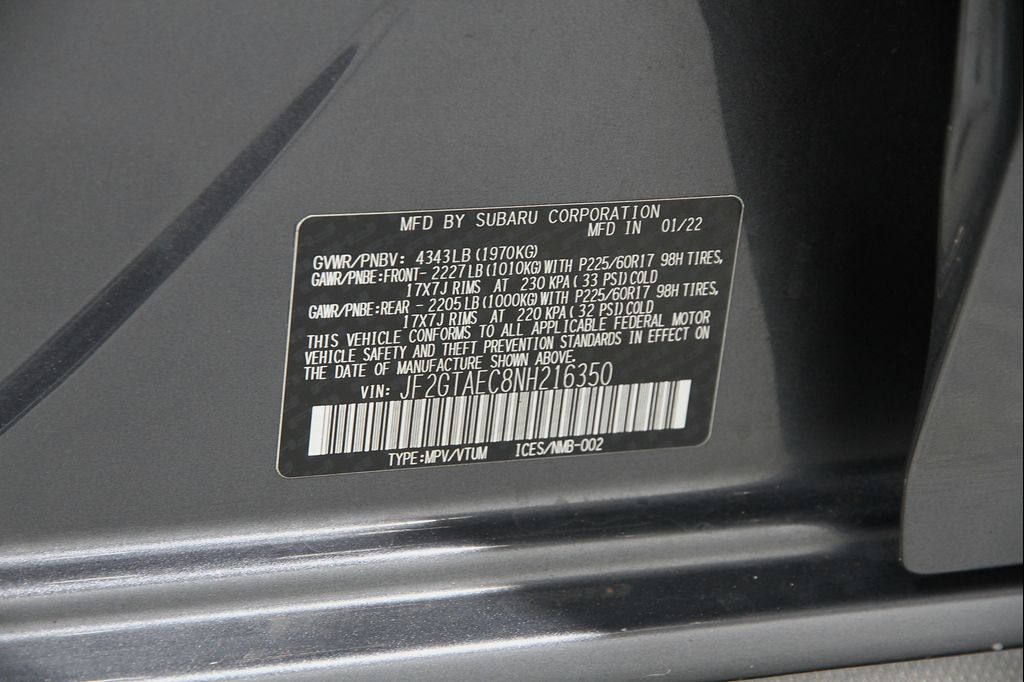 MFD BY SUBARU CORPORATION
MFD IN 01/22
GVWR/PNBV: 4343LB (1970KG)
GAWR/PNBE:FRONT- 2227LB (1010KG) WITH P225/60R17 98H TIRES,
17X7J RIMS AT 230 KPA ( 33 PSI) COLD
GAWR/PNBE:REAR - 2205LB (1000KG) WITH P225/60R17 98H TIRES,
17X7J RIMS AT 220 KPA ( 32 PSI) COLD
THIS VEHICLE CONFORMS TO ALL APPLICABLE FEDERAL MOTOR
VEHICLE SAFETY AND THEFT PREVENTION STANDARDS IN EFFECT ON
THE DATE OF MANUFACTURE SHOWN ABOVE.
VIN: JF2GTAEC8NH216350
TYPE:MPV/VTUM ICES/NMB-002